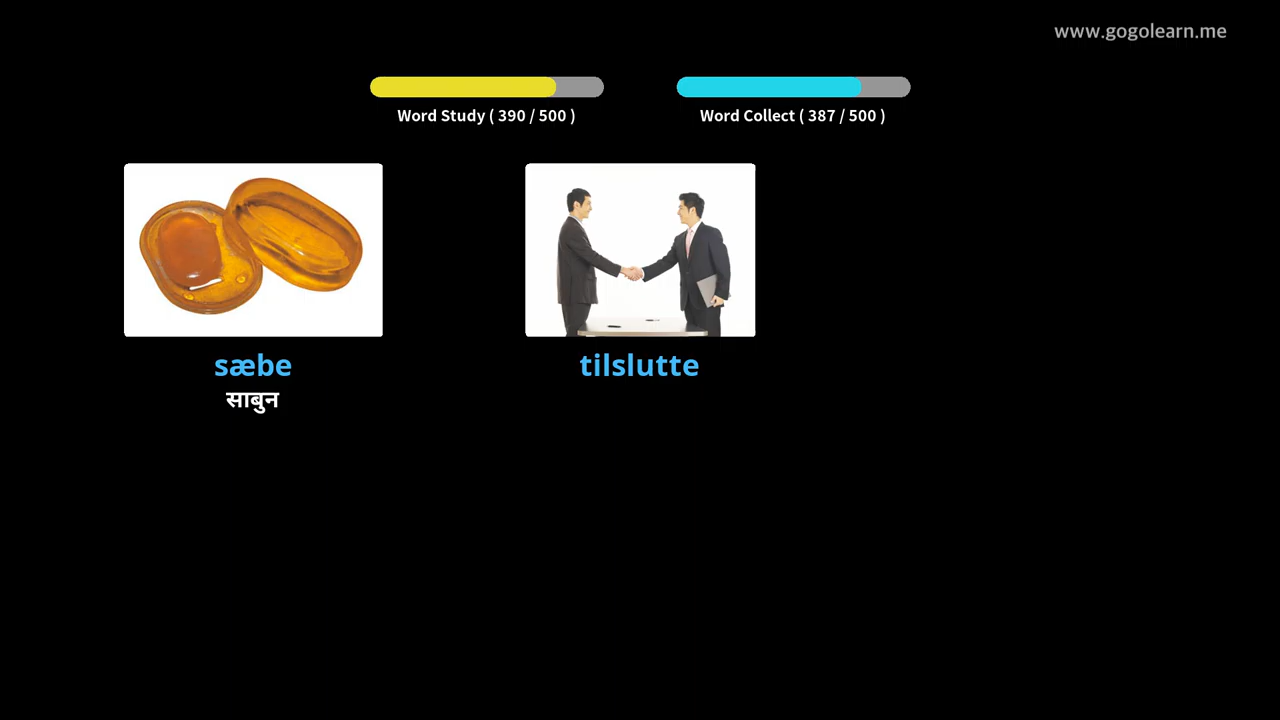 www.gogolearn.me
Word Study ( 390 / 500 )
Word Collect ( 387 / 500 )
sæbe
साबुन
tilslutte